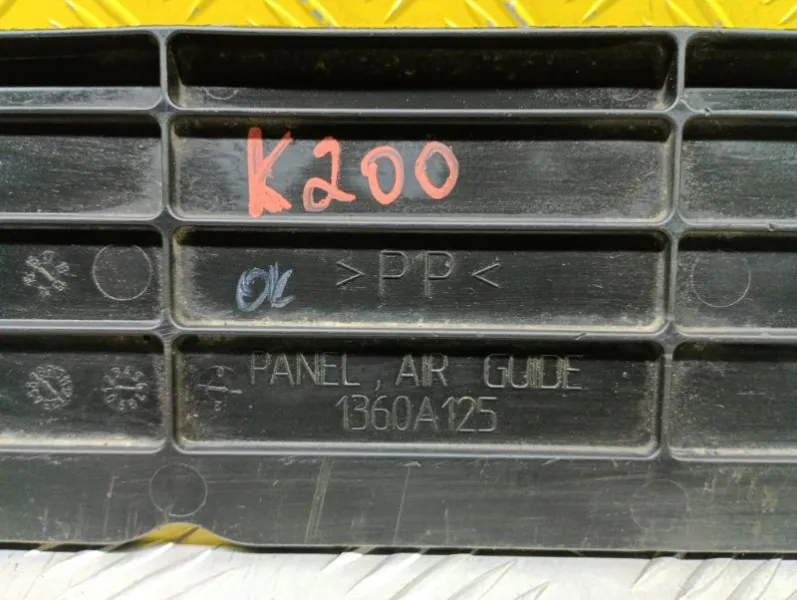 K200
OK >PP<
PANEL, AIR GUIDE
1360A125